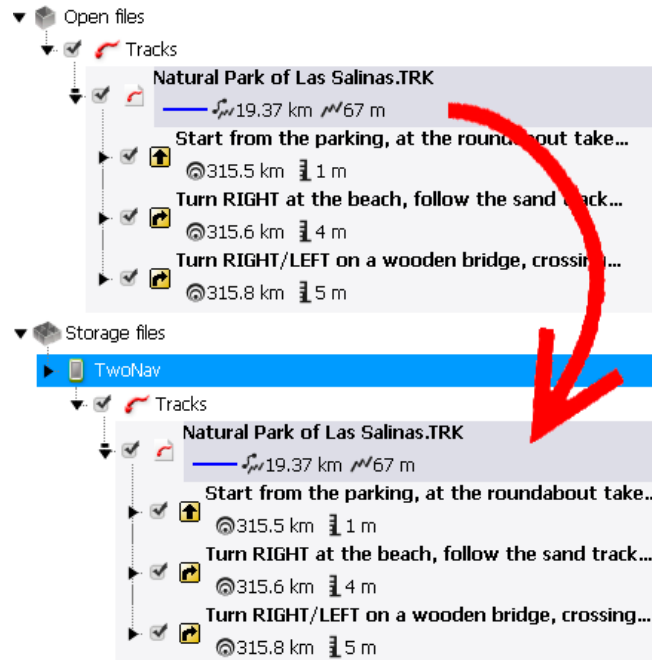 Open files
Tracks
Natural Park of Las Salinas.TRK
19.37 km 67 m
Start from the parking, at the roundabout take...
315.5 km 1 m
Turn RIGHT at the beach, follow the sand track...
315.6 km 4 m
Turn RIGHT/LEFT on a wooden bridge, crossing...
315.8 km 5 m
Storage files
TwoNav
Tracks
Natural Park of Las Salinas.TRK
19.37 km 67 m
Start from the parking, at the roundabout take..
315.5 km 1 m
Turn RIGHT at the beach, follow the sand track...
315.6 km 4 m
Turn RIGHT/LEFT on a wooden bridge, crossing...
315.8 km 5 m